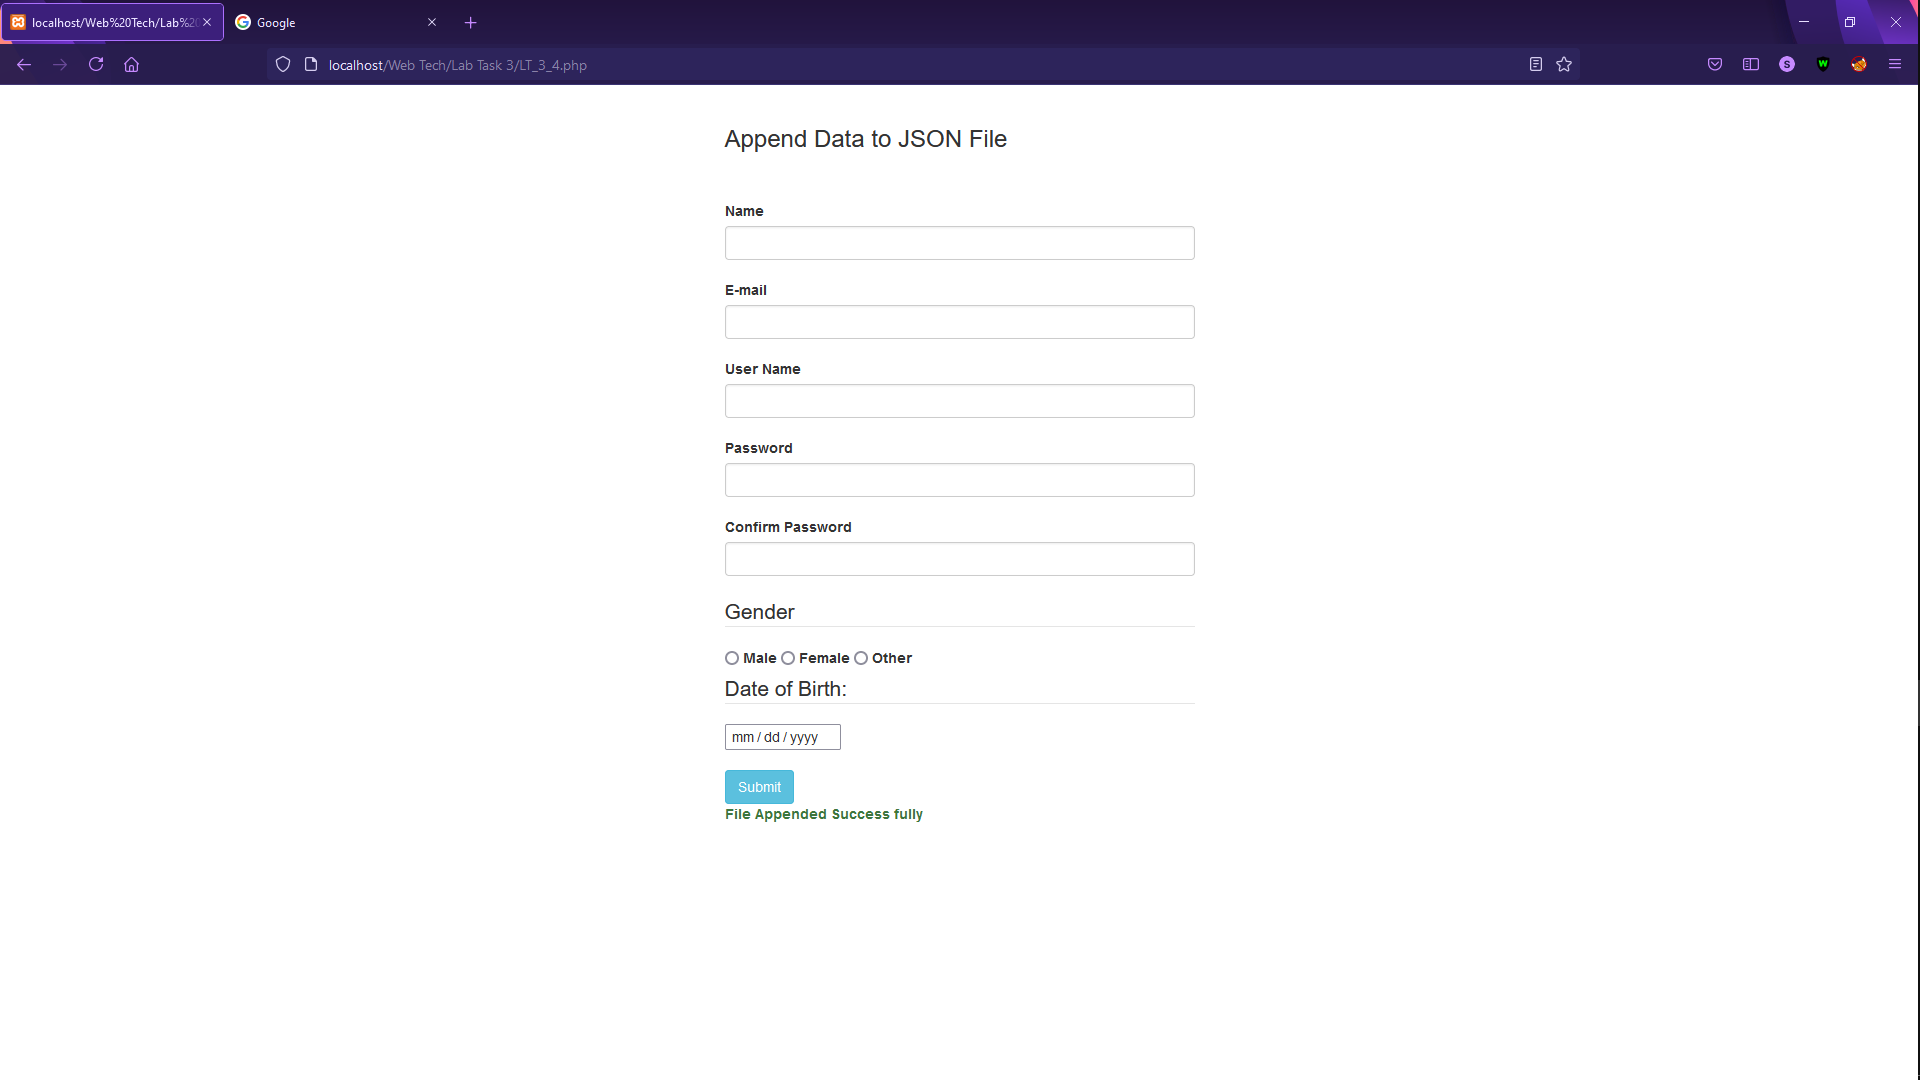 localhost/Web%20Tech/Lab%20
Google
localhost/Web Tech/Lab Task 3/LT_3_4.php
S
W
Append Data to JSON File
Name
E-mail
User Name
Password
Confirm Password
Gender
Male Female Other
Date of Birth:
mm / dd / yyyy
Submit
File Appended Success fully